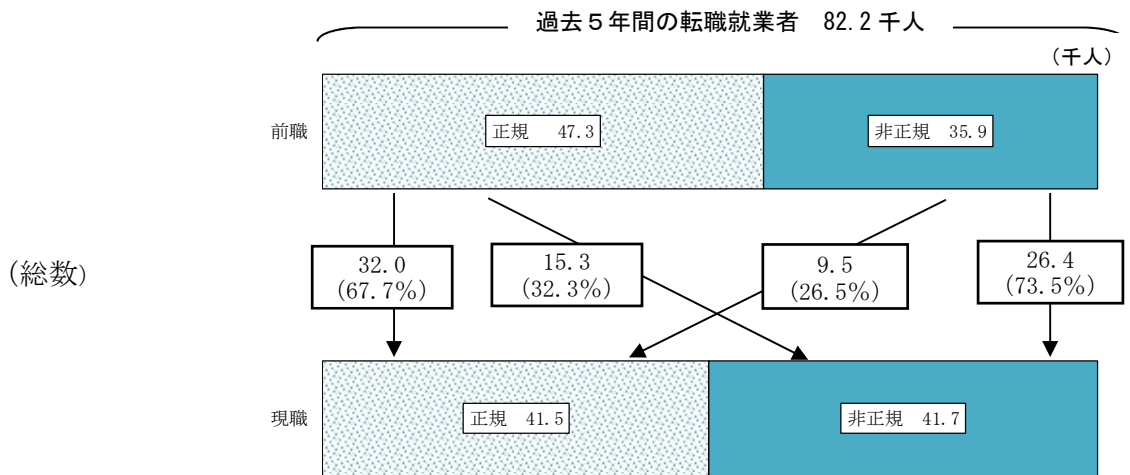 過去５年間の転職就業者　82.2千人
（千人）
前職
正規　47.3
非正規　35.9
（総数）
32.0
(67.7%)
15.3
(32.3%)
9.5
(26.5%)
26.4
(73.5%)
現職
正規　41.5
非正規　41.7